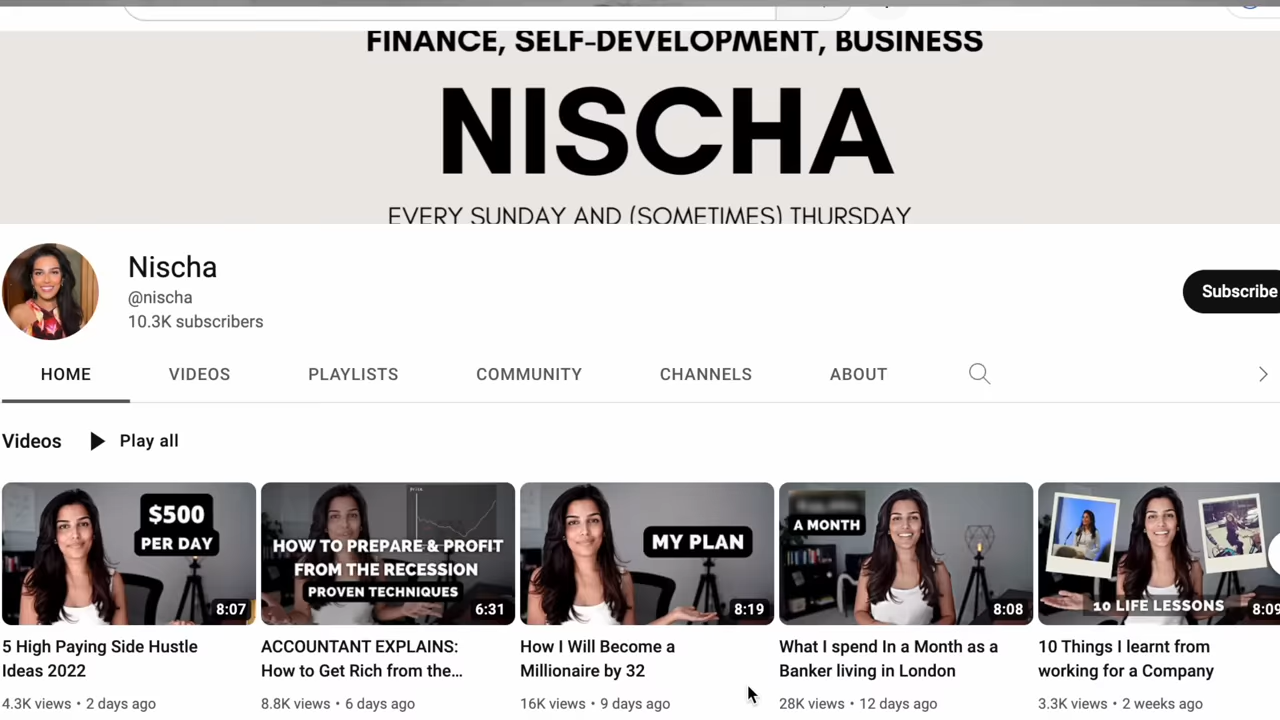 FINANCE, SELF-DEVELOPMENT, BUSINESS
NISCHA
EVERY SUNDAY AND (SOMETIMES) THURSDAY
Nischa
@nischa
10.3K subscribers
Subscribe
HOME VIDEOS PLAYLISTS COMMUNITY CHANNELS ABOUT
Videos Play all
$500
PER DAY
8:07
HOW TO PREPARE & PROFIT
FROM THE RECESSION
PROVEN TECHNIQUES
6:31
MY PLAN
8:19
A MONTH
8:08
10 LIFE LESSONS
8:09
5 High Paying Side Hustle
Ideas 2022
4.3K views • 2 days ago
ACCOUNTANT EXPLAINS:
How to Get Rich from the...
8.8K views • 6 days ago
How I Will Become a
Millionaire by 32
16K views • 9 days ago
What I spend In a Month as a
Banker living in London
28K views • 12 days ago
10 Things I learnt from
working for a Company
3.3K views • 2 weeks ago